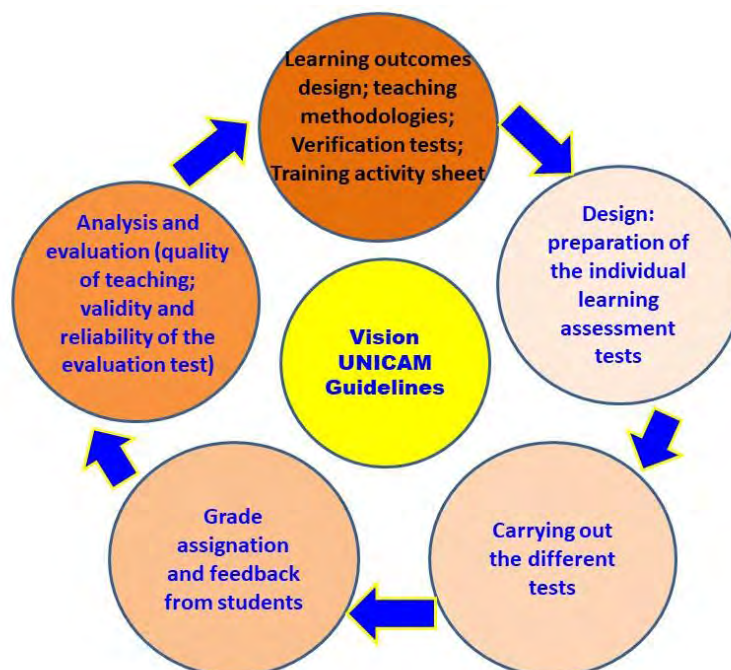 Learning outcomes
design; teaching
methodologies;
Verification tests;
Training activity sheet
Design:
preparation of
the individual
learning
assessment
tests
Carrying out
the different
tests
Grade
assignation
and feedback
from students
Analysis and
evaluation (quality
of teaching;
validity and
reliability of the
evaluation test)
Vision
UNICAM
Guidelines